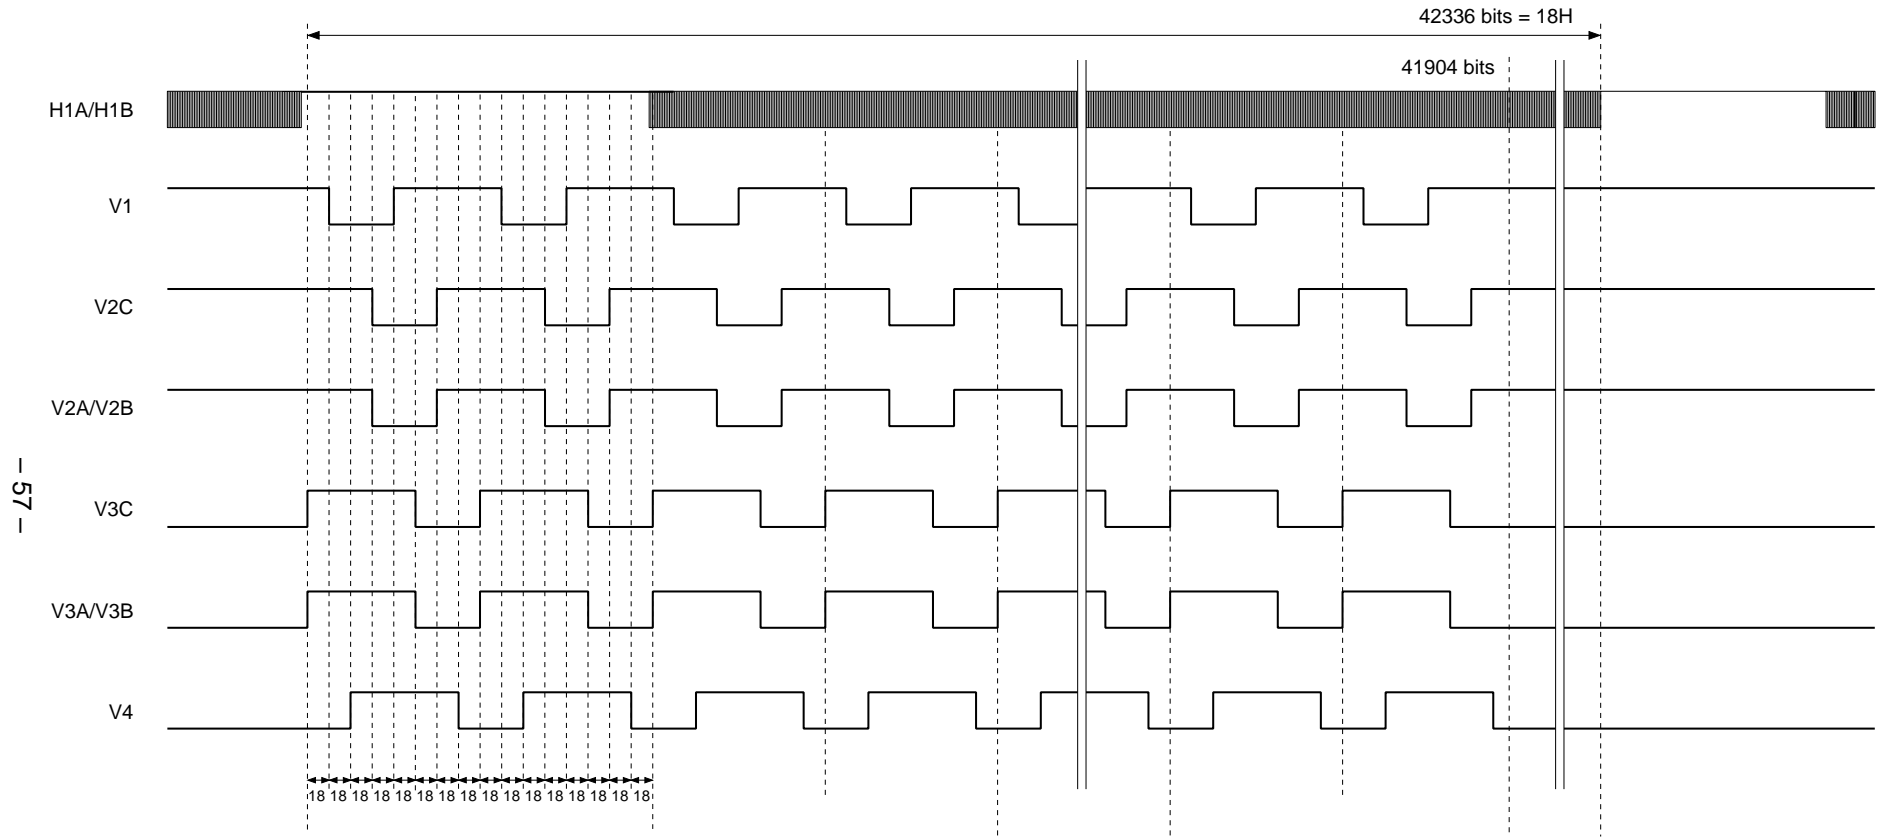 42336 bits = 18H
41904 bits
H1A/H1B
V1
V2C
V2A/V2B
– 57 –
V3C
V3A/V3B
V4
18 18 18 18 18 18 18 18 18 18 18 18 18 18 18 18